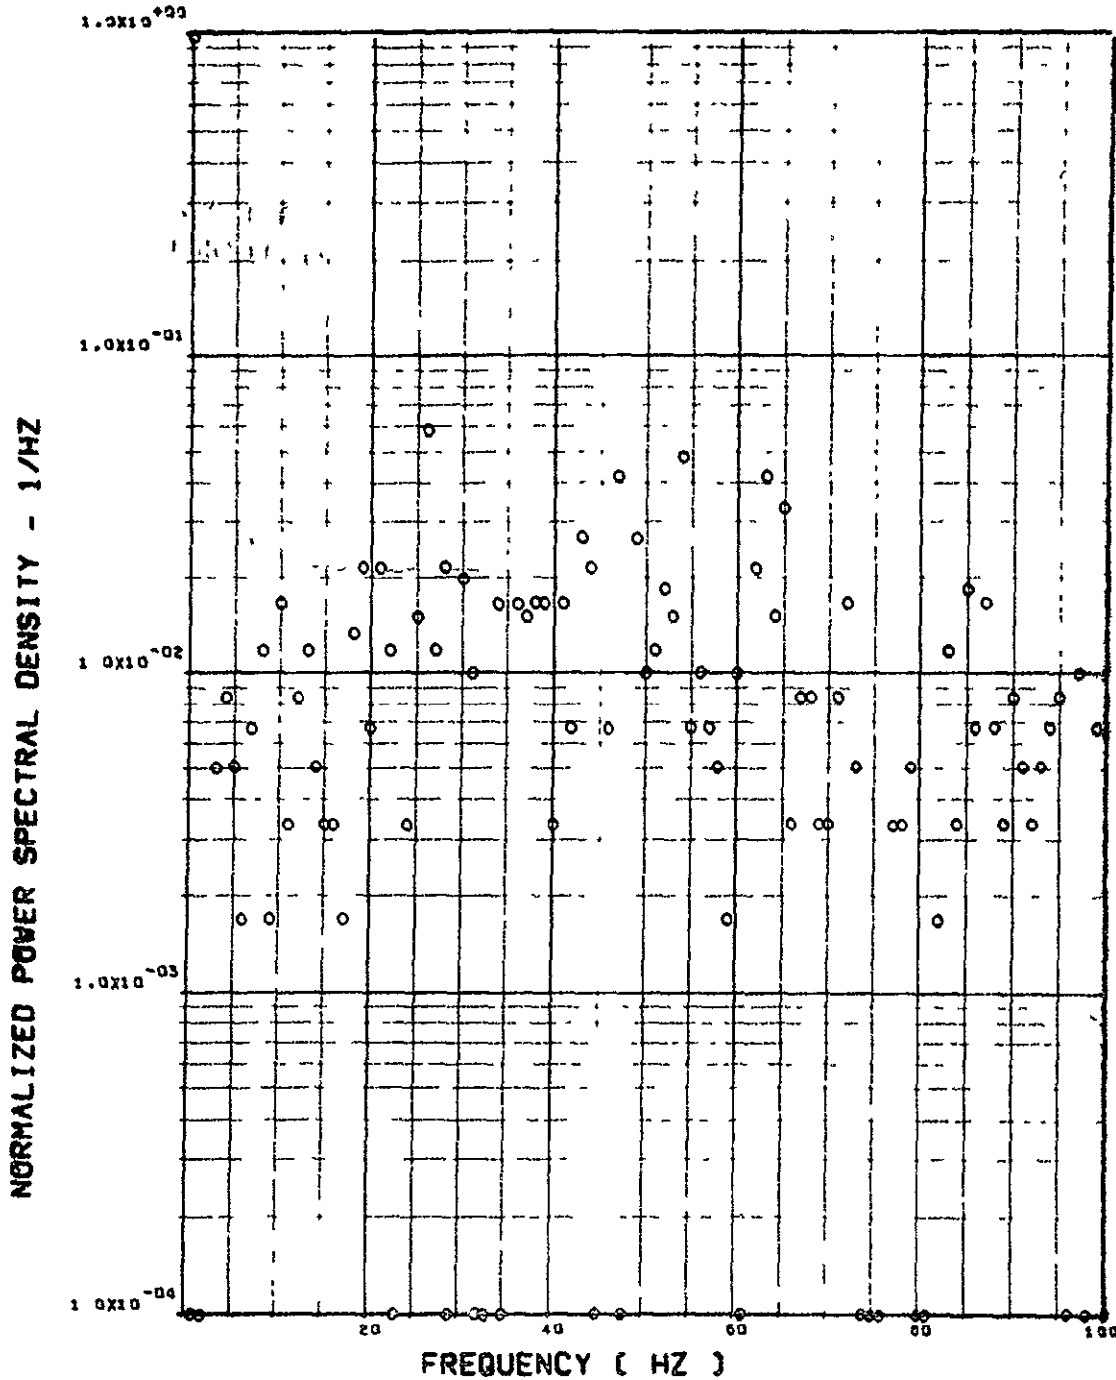 1.0X10+00
1.0X10-01
1 0X10-02
1.0X10-03
1 0X10-04
NORMALIZED POWER SPECTRAL DENSITY - 1/HZ
20 40 60 80 100
FREQUENCY ( HZ )